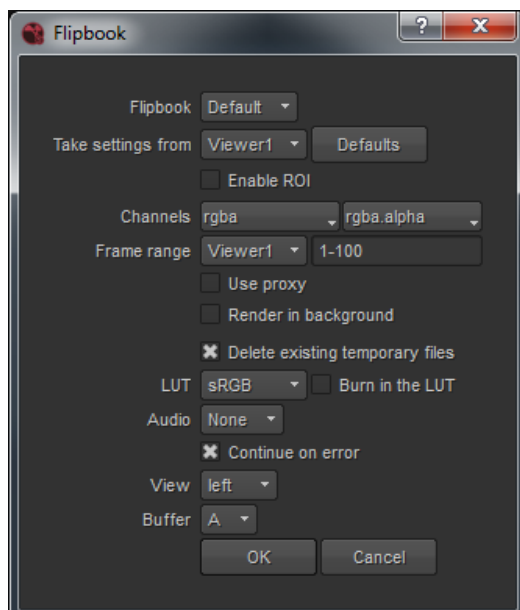 Flipbook
Flipbook Default
Take settings from Viewer1 Defaults
Enable ROI
Channels rgba rgba.alpha
Frame range Viewer1 1-100
Use proxy
Render in background
Delete existing temporary files
LUT sRGB Burn in the LUT
Audio None
Continue on error
View left
Buffer A
OK Cancel